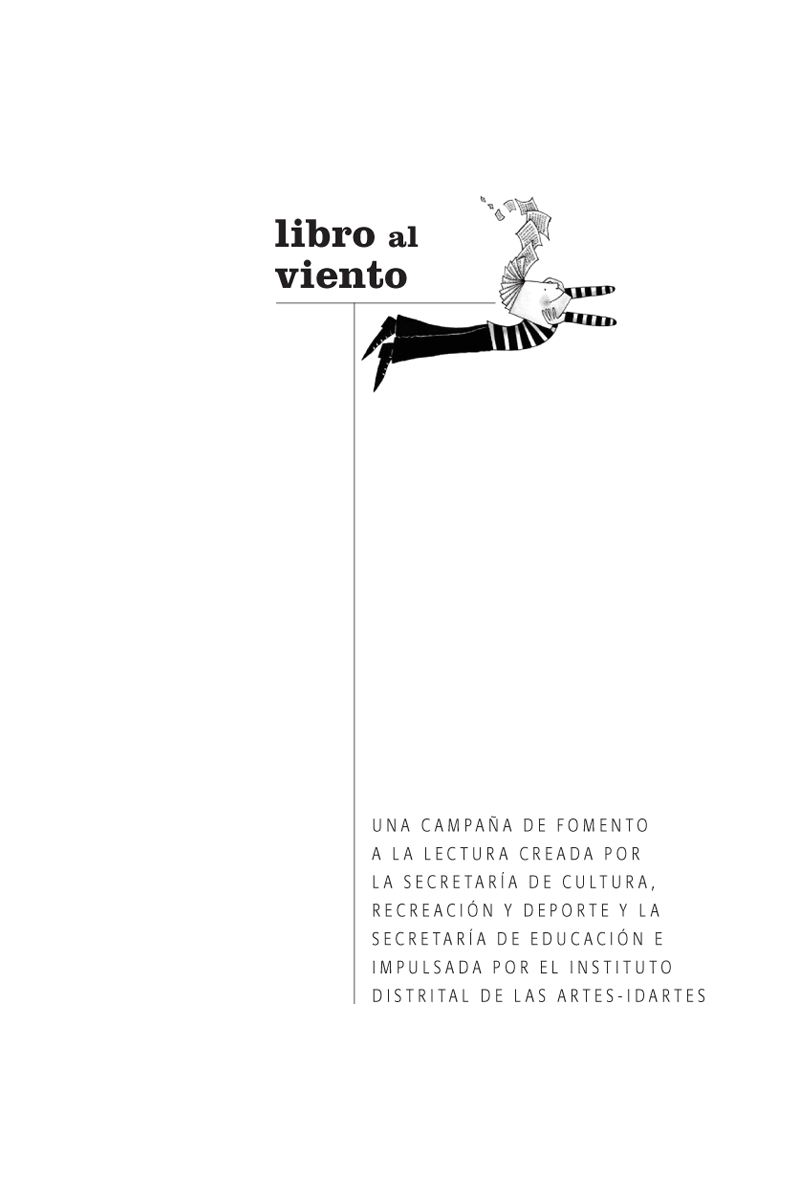 libro al
viento
UNA CAMPAÑA DE FOMENTO
A LA LECTURA CREADA POR
LA SECRETARÍA DE CULTURA,
RECREACIÓN Y DEPORTE Y LA
SECRETARÍA DE EDUCACIÓN E
IMPULSADA POR EL INSTITUTO
DISTRITAL DE LAS ARTES-IDARTES